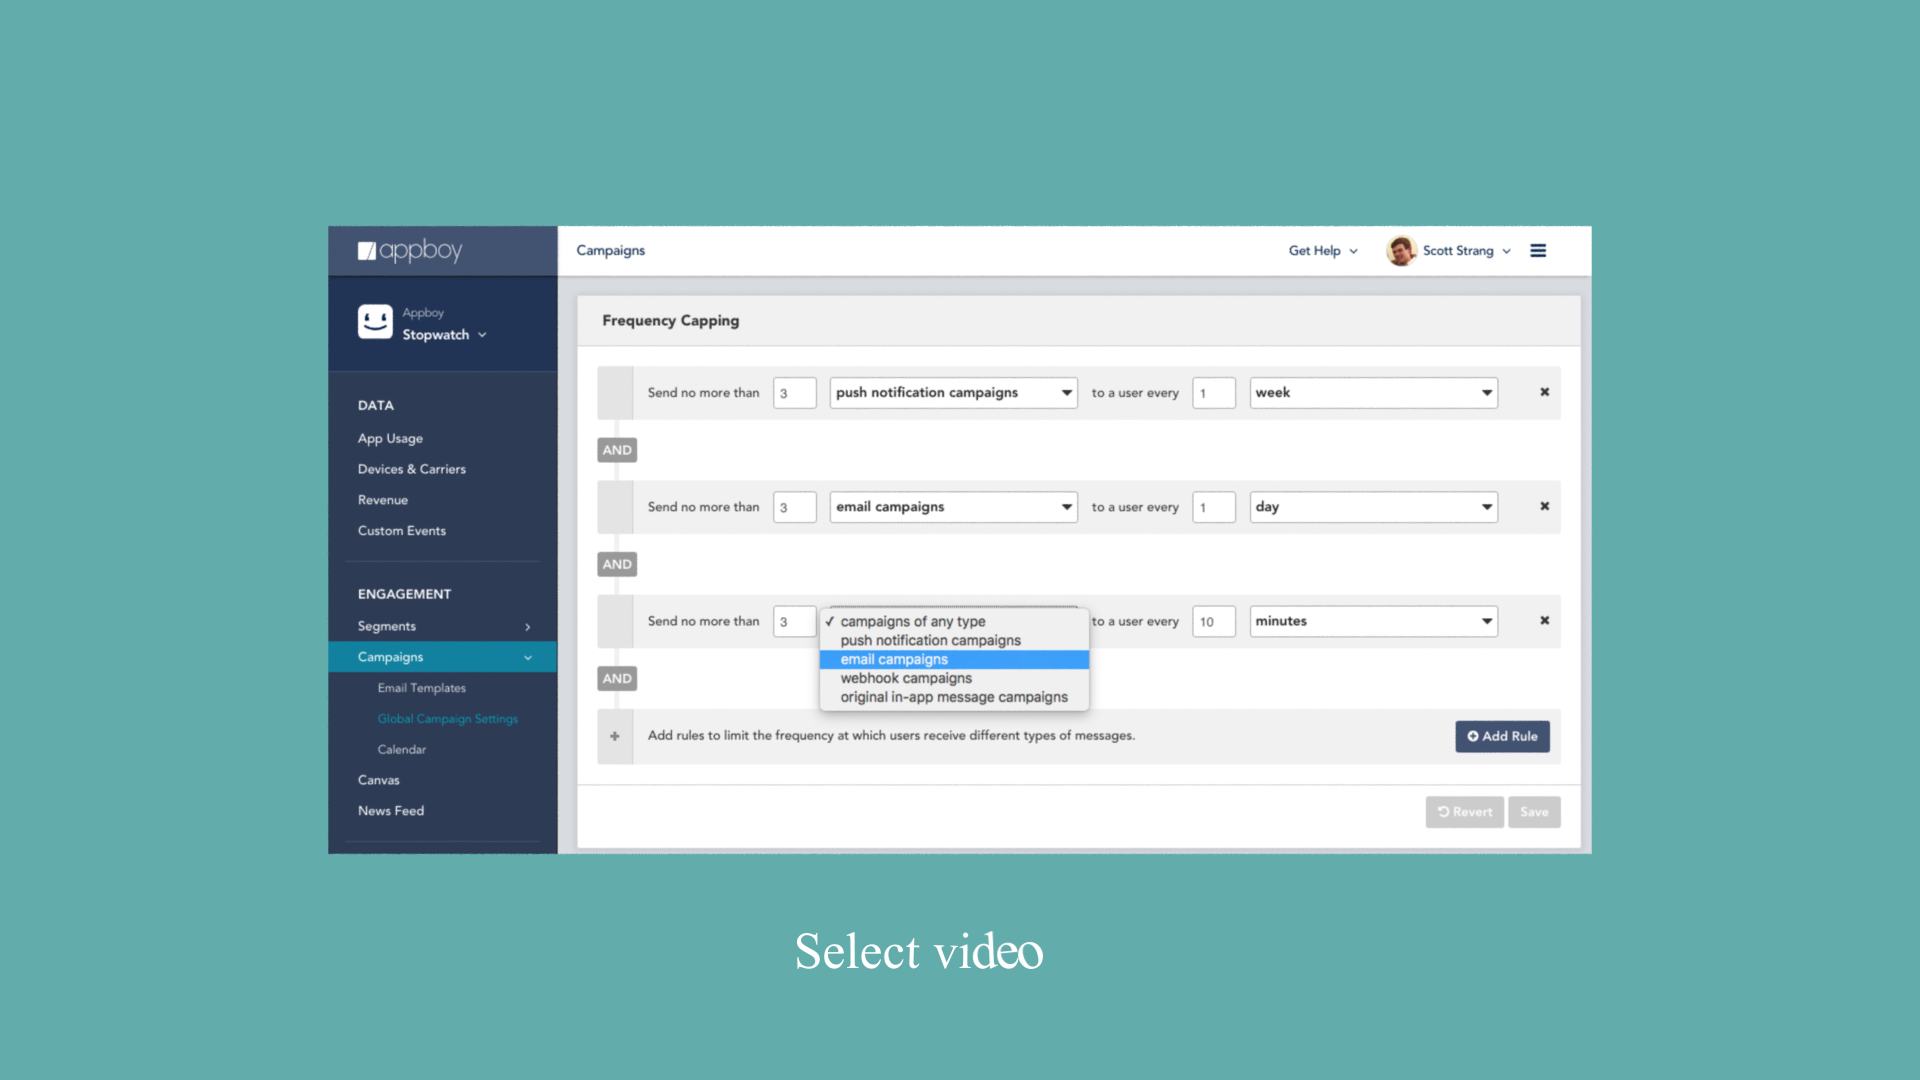 appboy
Campaigns
Get Help
Scott Strang
Appboy
Stopwatch
Frequency Capping
DATA
App Usage
Devices & Carriers
Revenue
Custom Events
ENGAGEMENT
Segments
Campaigns
Email Templates
Global Campaign Settings
Calendar
Canvas
News Feed
Send no more than 3 push notification campaigns to a user every 1 week
AND
Send no more than 3 email campaigns to a user every 1 day
AND
Send no more than 3 ✓ campaigns of any type to a user every 10 minutes
push notification campaigns
email campaigns
webhook campaigns
original in-app message campaigns
AND
Add rules to limit the frequency at which users receive different types of messages.
Add Rule
Revert Save
Select video